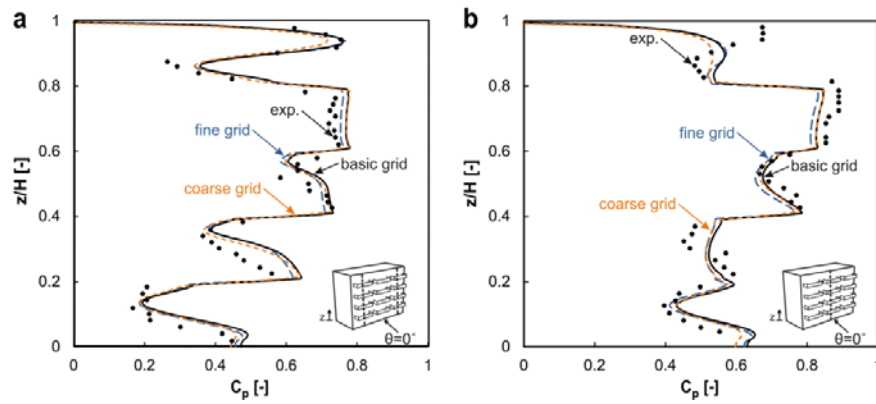 a
z/H [-]
1
0.8
0.6
0.4
0.2
0
exp.
fine grid
basic grid
coarse grid
z
θ=0°
0
0.2
0.4
0.6
0.8
1
Cp [-]
b
z/H [-]
1
0.8
0.6
0.4
0.2
0
exp.
fine grid
basic grid
coarse grid
z
θ=0°
0
0.2
0.4
0.6
0.8
1
Cp [-]